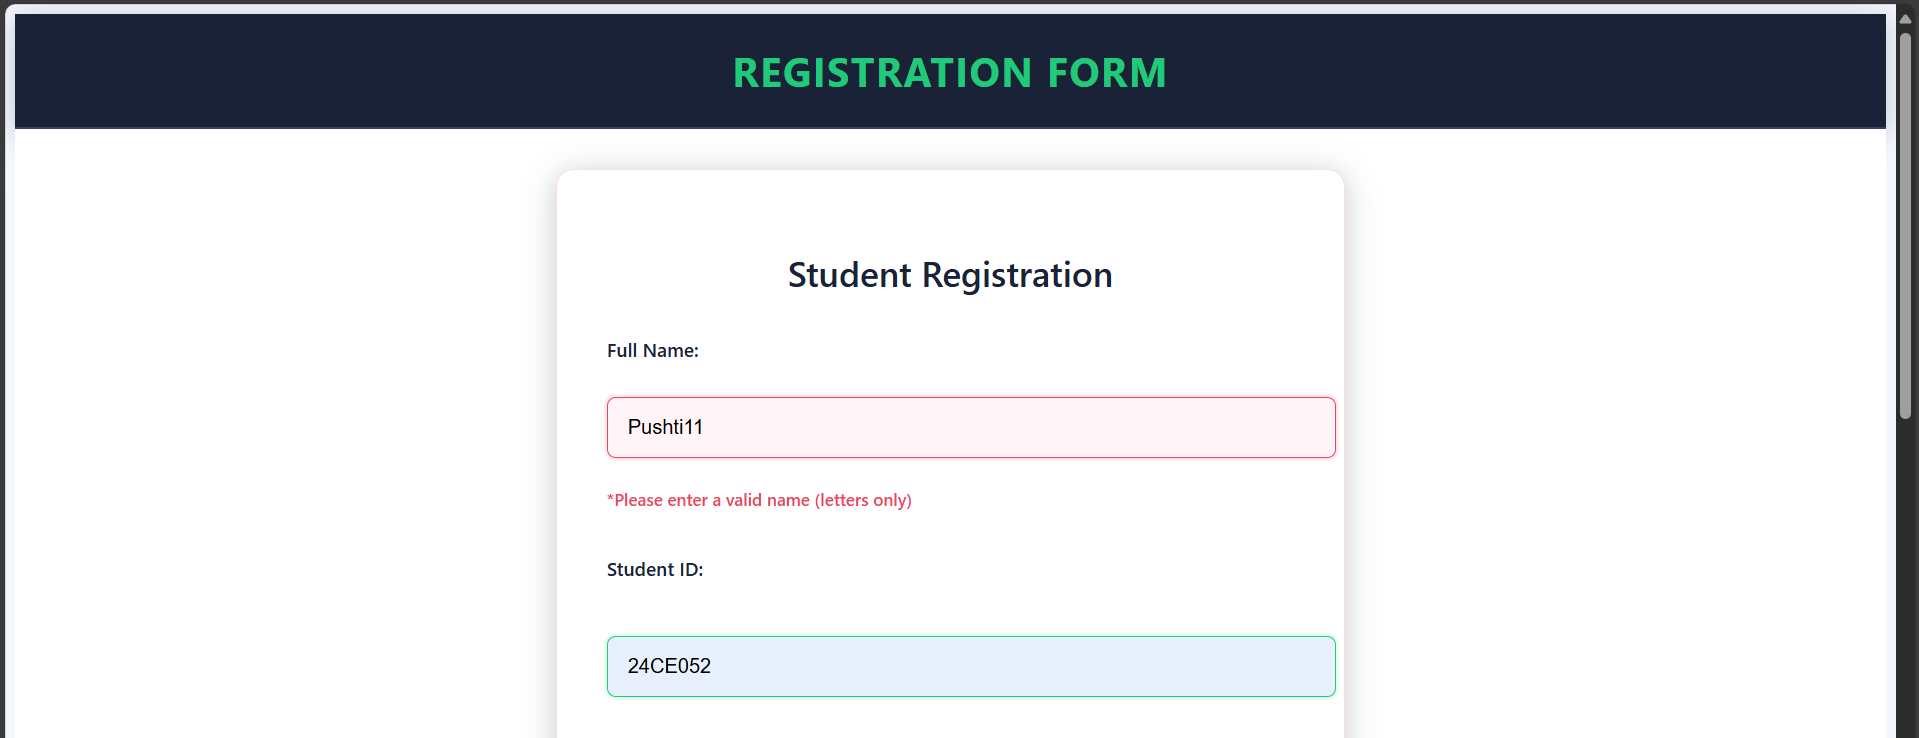 REGISTRATION FORM
Student Registration
Full Name:
Pushti11
*Please enter a valid name (letters only)
Student ID:
24CE052